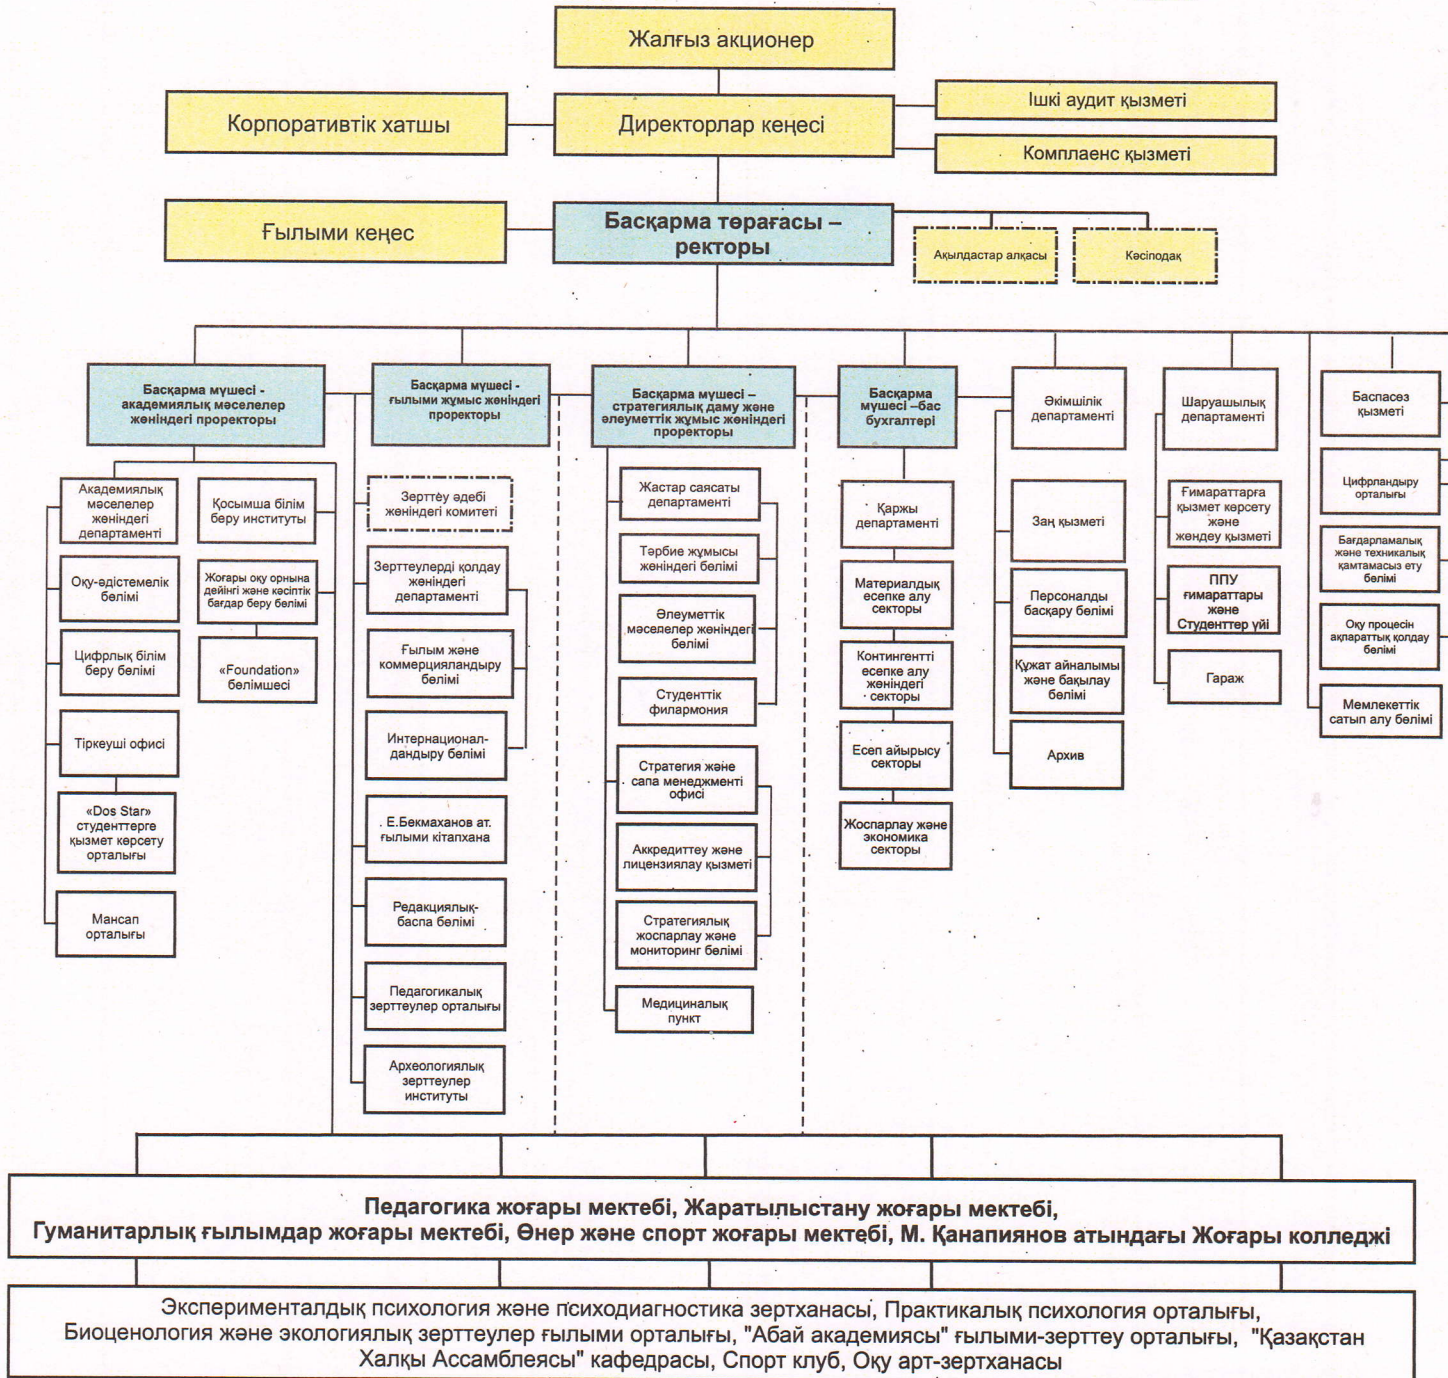 Жалғыз акционер
Корпоративтік хатшы
Директорлар кеңесі
Ішкі аудит қызметі
Комплаенс қызметі
Ғылыми кеңес
Басқарма төрағасы –
ректоры
Ақылдастар алқасы
Кәсіподақ
Басқарма мүшесі -
академиялық мәселелер
жөніндегі проректоры
Басқарма мүшесі -
ғылыми жұмыс жөніндегі
проректоры
Басқарма мүшесі –
стратегиялық даму және
әлеуметтік жұмыс жөніндегі
проректоры
Басқарма
мүшесі –бас
бухгалтері
Әкімшілік
департаменті
Шаруашылық
департаменті
Баспасөз
қызметі
Академиялық
мәселелер
жөніндегі
департаменті
Оқу-әдістемелік
бөлімі
Цифрлық білім
беру бөлімі
Тіркеуші офисі
«Dos Star»
студенттерге
қызмет көрсету
орталығы
Мансап
орталығы
Қосымша білім
беру институты
Жоғары оқу орнына
дейінгі және кәсіптік
бағдар беру бөлімі
«Foundation»
бөлімшесі
Зерттеу әдебі
жөніндегі комитеті
Зерттеулерді қолдау
жөніндегі
департаменті
Ғылым және
коммерцияландыру
бөлімі
Интернационал-
дандыру бөлімі
Е.Бекмаханов ат.
ғылыми кітапхана
Редакциялық-
баспа бөлімі
Педагогикалық
зерттеулер орталығы
Археологиялық
зерттеулер
институты
Жастар саясаты
департаменті
Тәрбие жұмысы
жөніндегі бөлімі
Әлеуметтік
мәселелер жөніндегі
бөлімі
Студенттік
филармония
Стратегия және
сапа менеджменті
офисі
Аккредиттеу және
лицензиялау қызметі
Стратегиялық
жоспарлау және
мониторинг бөлімі
Медициналық
пункт
Қаржы
департаменті
Материалдық
есепке алу
секторы
Контингентті
есепке алу
жөніндегі
секторы
Есеп айырысу
секторы
Жоспарлау және
экономика
секторы
Заң қызметі
Персоналды
басқару бөлімі
Құжат айналымы
және бақылау
бөлімі
Архив
Ғимараттарға
қызмет көрсету
және
жөндеу қызметі
ППУ
ғимараттары
және
Студенттер үйі
Гараж
Цифрландыру
орталығы
Бағдарламалық
және техникалық
қамтамасыз ету
бөлімі
Оқу процесін
ақпараттық қолдау
бөлімі
Мемлекеттік
сатып алу бөлімі
Педагогика жоғары мектебі, Жаратылыстану жоғары мектебі,
Гуманитарлық ғылымдар жоғары мектебі, Өнер және спорт жоғары мектебі, М. Қанапиянов атындағы Жоғары колледжі
Эксперименталдық психология және психодиагностика зертханасы, Практикалық психология орталығы,
Биоценология және экологиялық зерттеулер ғылыми орталығы, "Абай академиясы" ғылыми-зерттеу орталығы, "Қазақстан
Халқы Ассамблеясы" кафедрасы, Спорт клуб, Оқу арт-зертханасы